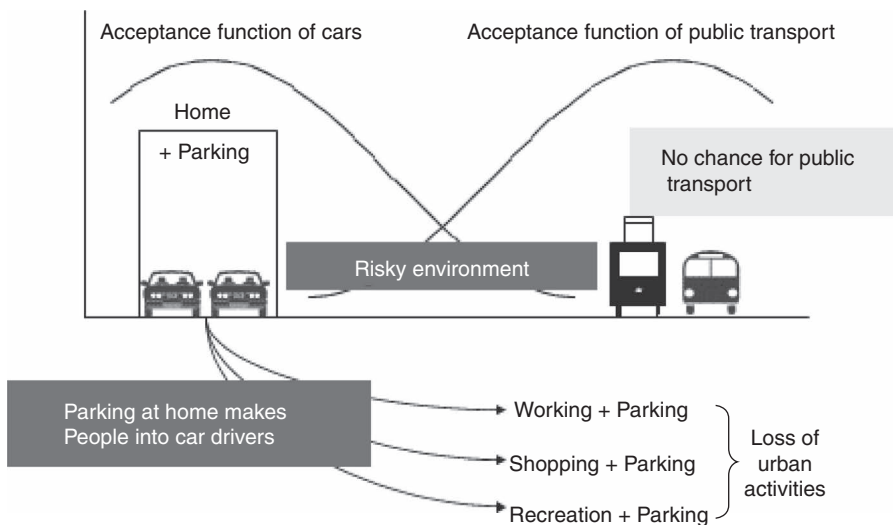 Acceptance function of cars
Acceptance function of public transport
Home
+ Parking
No chance for public
transport
Risky environment
Parking at home makes
People into car drivers
Working + Parking
Shopping + Parking
Recreation + Parking
Loss of
urban
activities